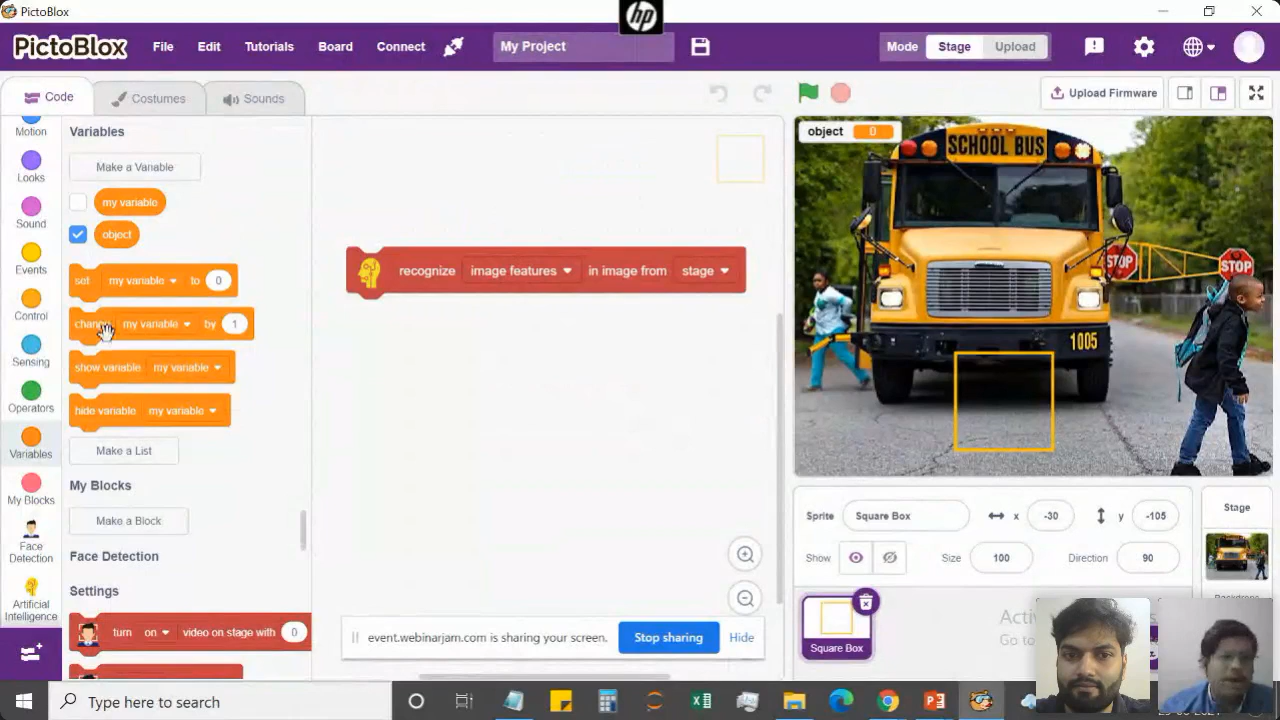 PictoBlox
hp
PictoBlox File Edit Tutorials Board Connect My Project Mode Stage Upload
Code Costumes Sounds Upload Firmware
Motion
Looks
Sound
Events
Control
Sensing
Operators
Variables
My Blocks
Face
Detection
Artificial
Intelligence
Variables
Make a Variable
my variable
object
set my variable to 0
change my variable by 1
show variable my variable
hide variable my variable
Make a List
My Blocks
Make a Block
Face Detection
Settings
turn on video on stage with 0
recognize image features in image from stage
event.webinarjam.com is sharing your screen. Stop sharing Hide
object 0
SCHOOL BUS
STOP STOP
1005
Sprite Square Box x -30 y -105
Show Size 100 Direction 90
Square Box
Stage
Go to
Type here to search